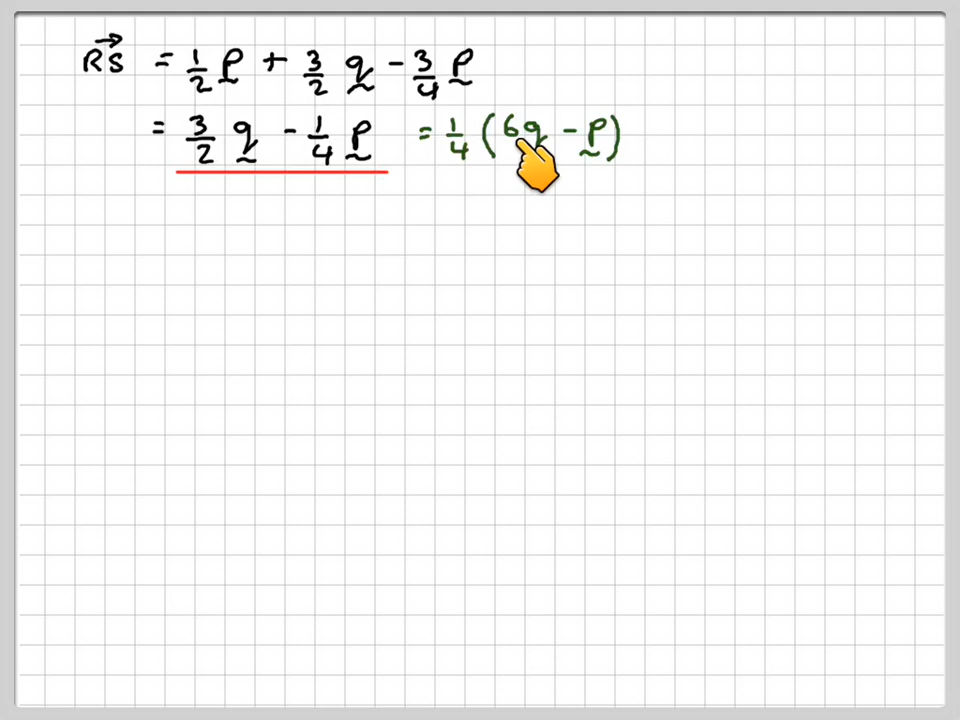 RS⃗ = ½ p̰ + 3/2 q̰ - ¾ p̰
= 3/2 q̰ - ¼ p̰ = ¼ (6q - p̰)